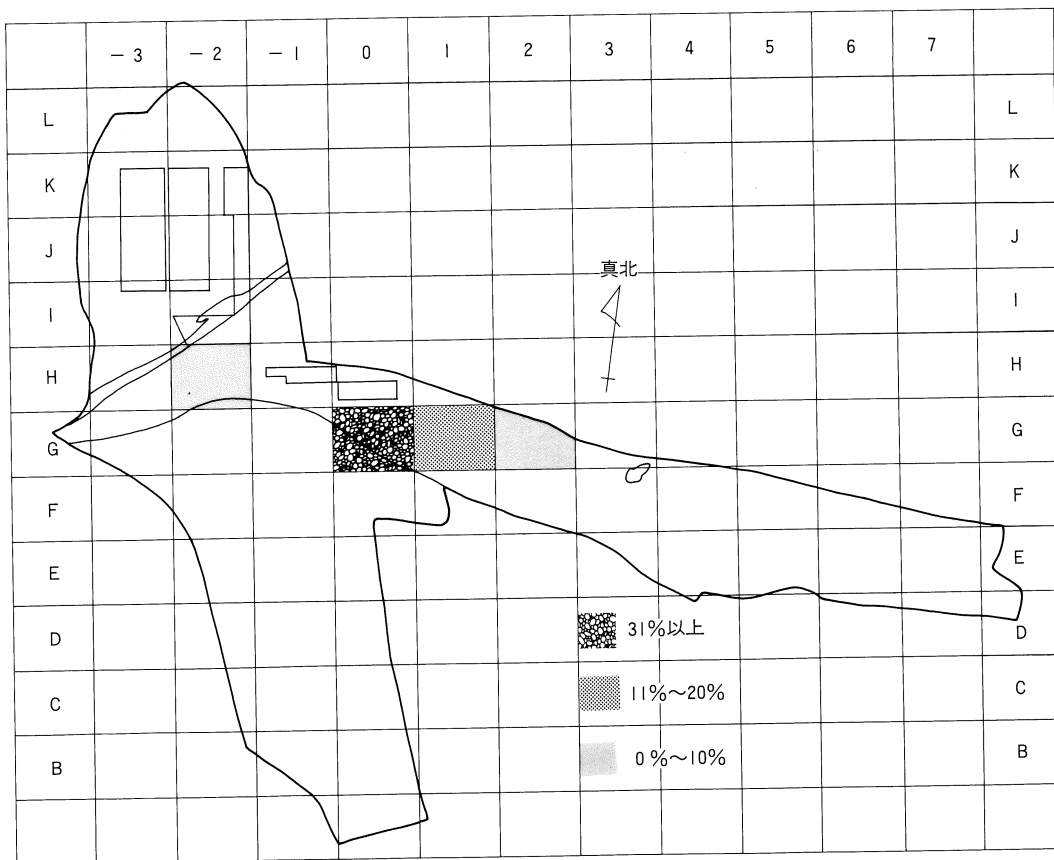 －3 －2 －1 0 1 2 3 4 5 6 7
L L
K K
J J
真北
I I
H H
G G
F F
E E
D 31%以上 D
C 11%～20% C
B 0%～10% B